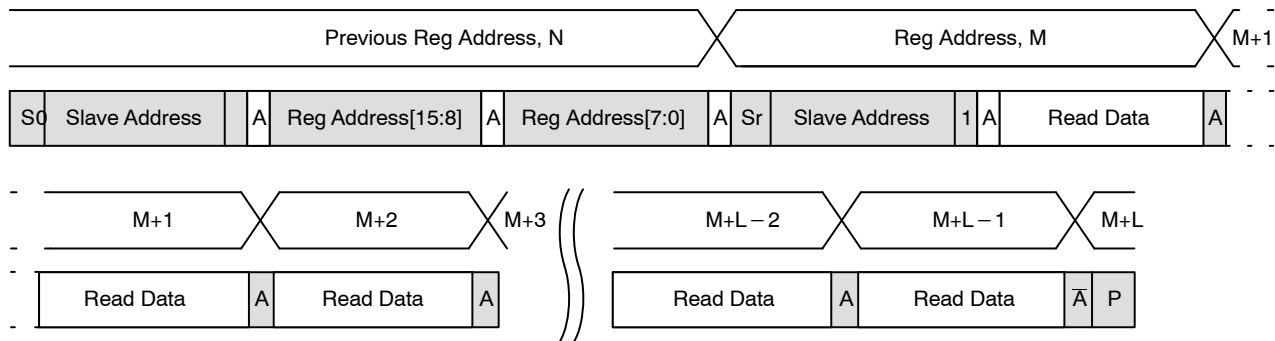 Previous Reg Address, N Reg Address, M M+1
S0 Slave Address A Reg Address[15:8] A Reg Address[7:0] A Sr Slave Address 1 A Read Data A
M+1 M+2 M+3 M+L−2 M+L−1 M+L
Read Data A Read Data A Read Data A Read Data A̅ P